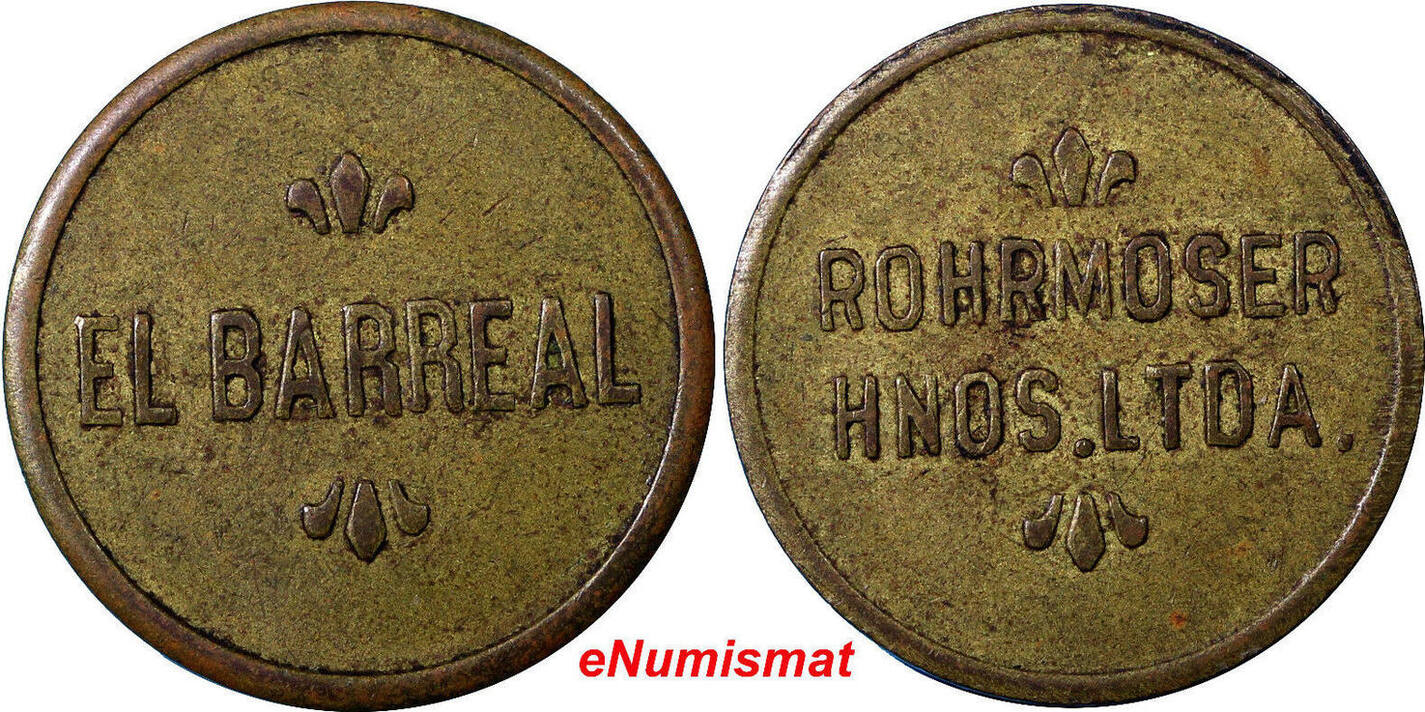 EL BARREAL
ROHRMOSER
HNOS.LTDA.
eNumismat